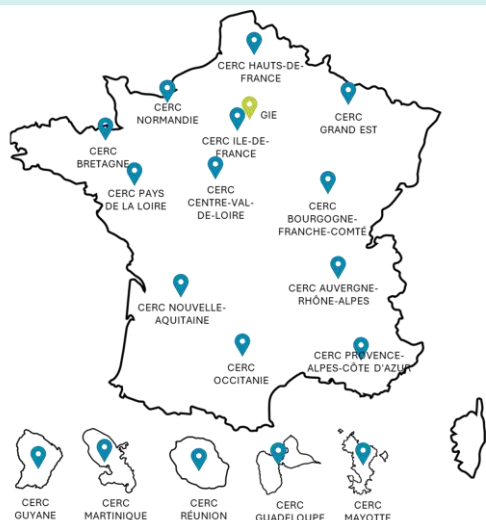 CERC HAUTS-DE-
FRANCE
CERC
NORMANDIE
GIE
CERC
GRAND EST
CERC ILE-DE-
FRANCE
CERC
BRETAGNE
CERC PAYS
DE LA LOIRE
CERC
CENTRE-VAL-
DE-LOIRE
CERC
BOURGOGNE-
FRANCHE-COMTÉ
CERC AUVERGNE-
RHÔNE-ALPES
CERC NOUVELLE-
AQUITAINE
CERC
OCCITANIE
CERC PROVENCE-
ALPES-CÔTE D'AZUR
CERC
GUYANE
CERC
MARTINIQUE
CERC
RÉUNION
CERC
GUADELOUPE
CERC
MAYOTTE